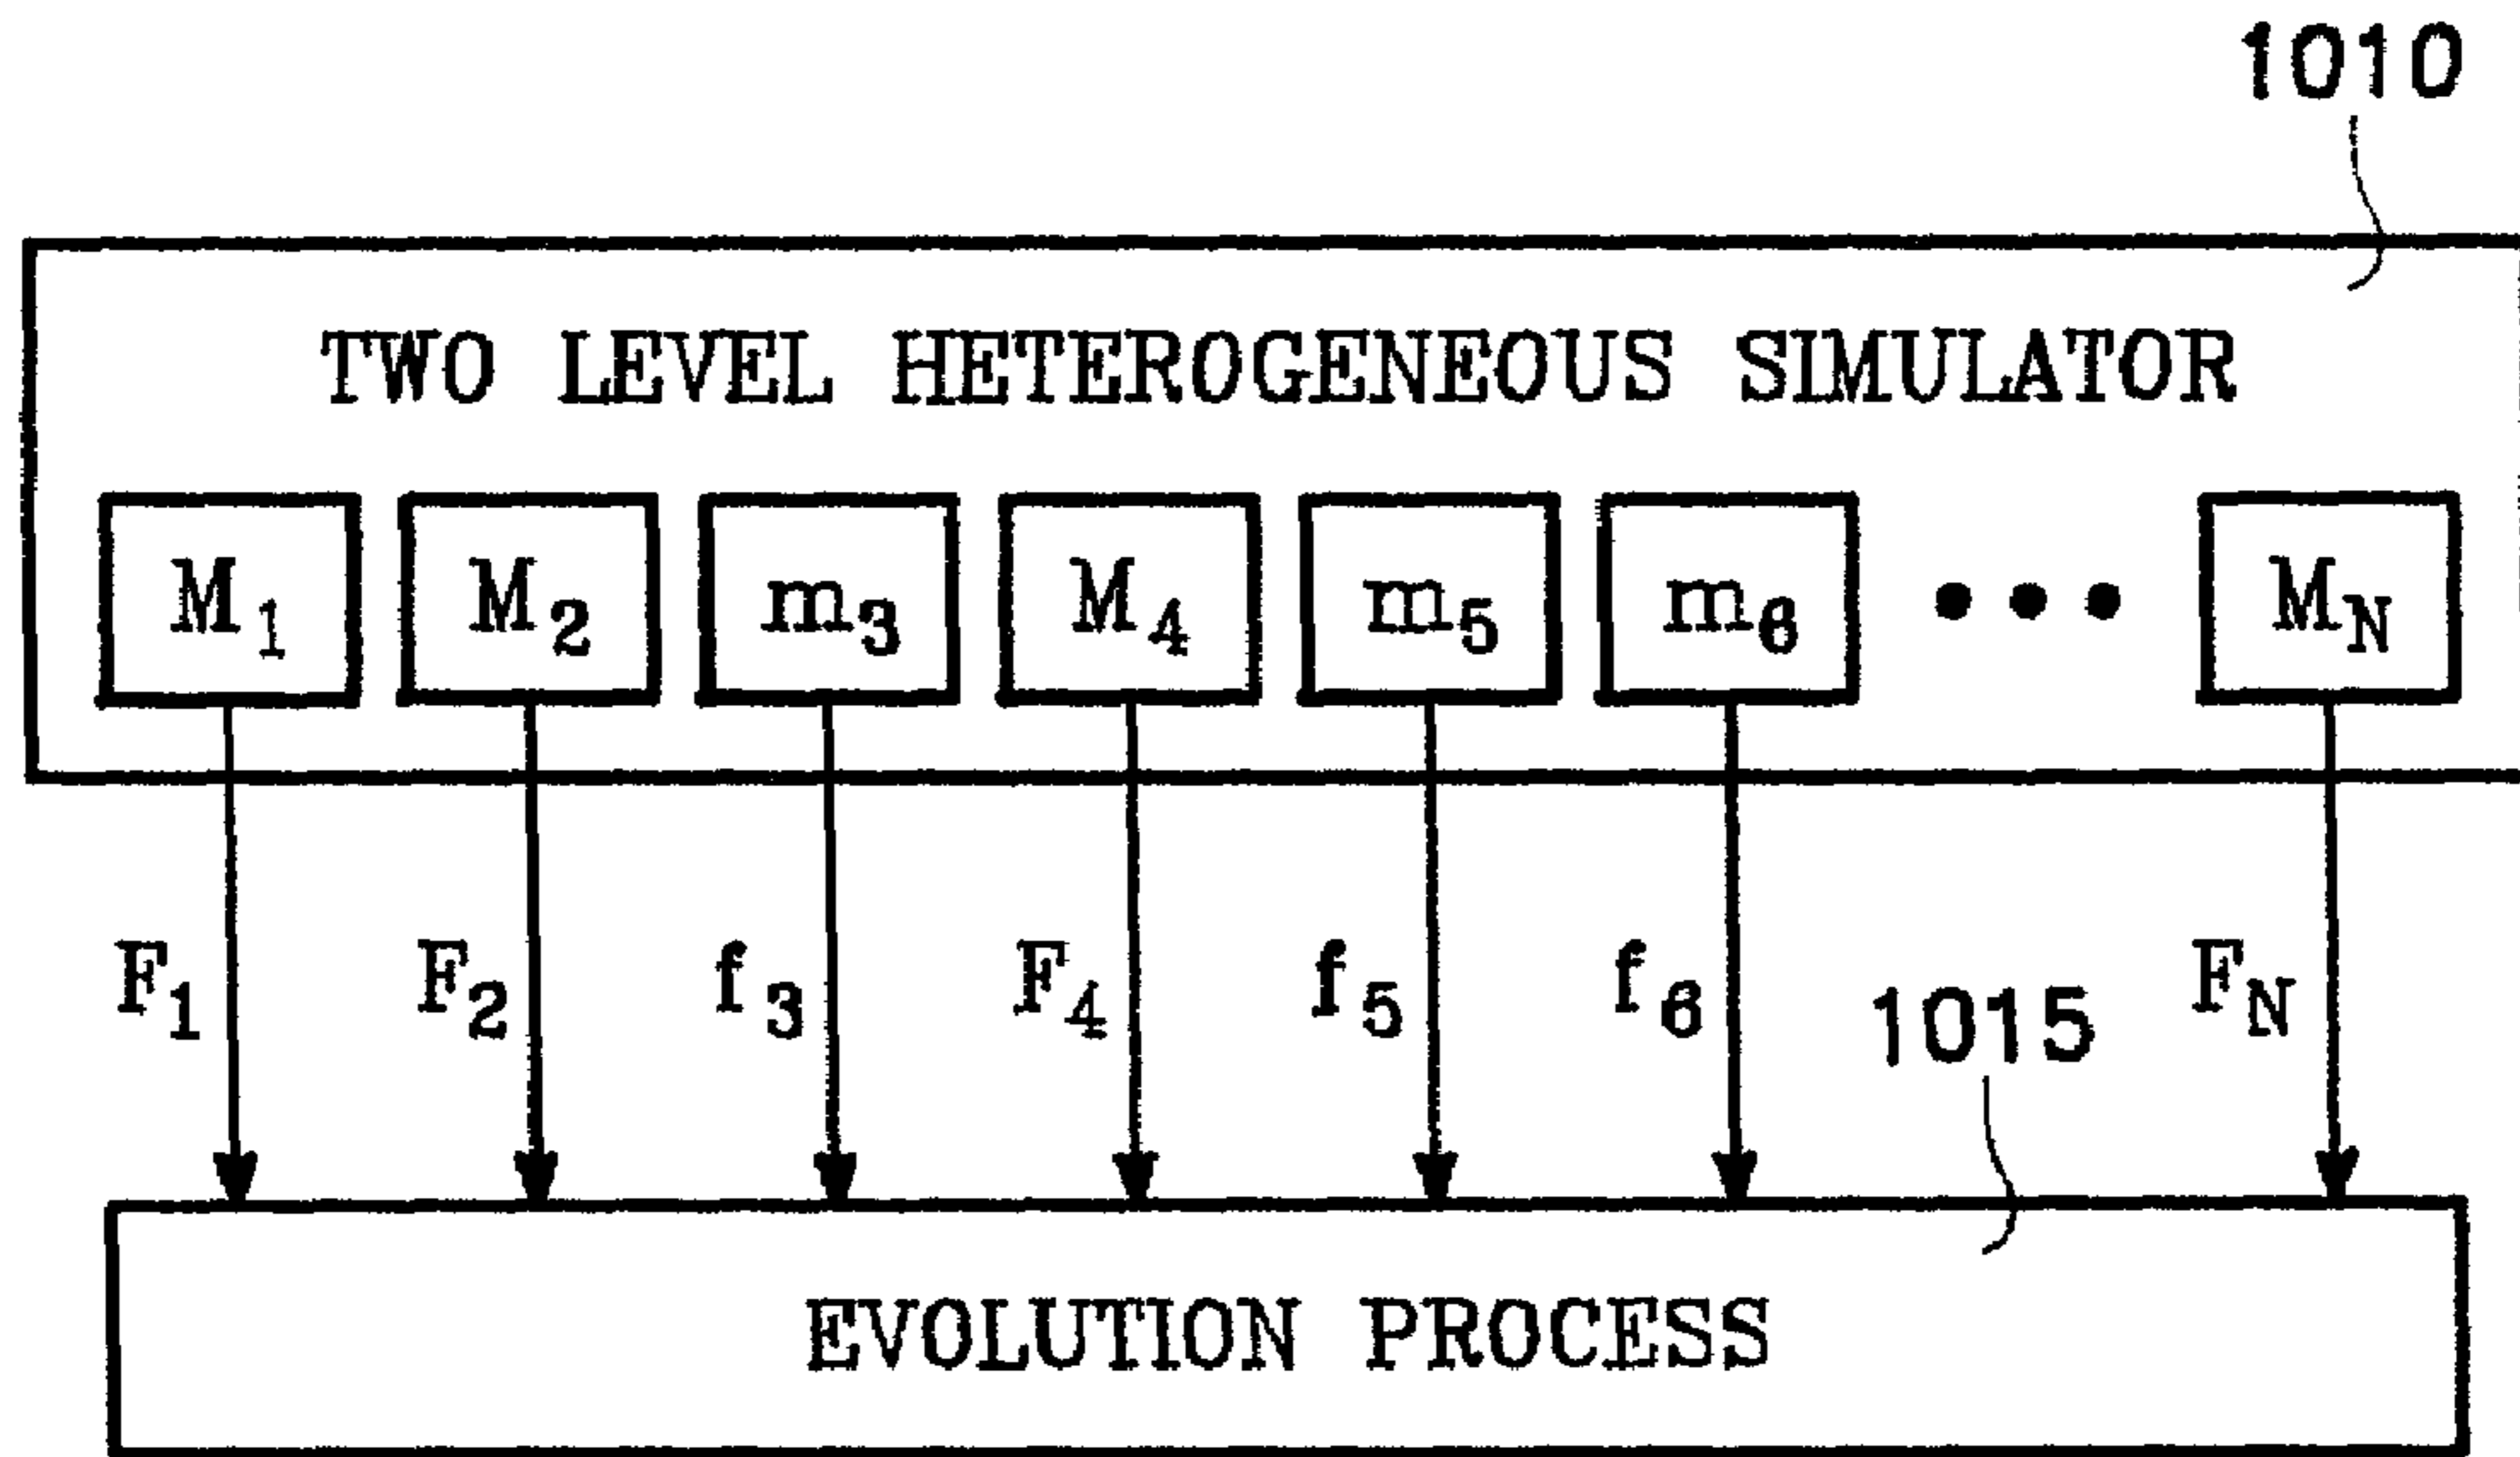 1010
TWO LEVEL HETEROGENEOUS SIMULATOR
M1 M2 m3 M4 m5 m6 ••• MN
F1 F2 f3 F4 f5 f6 1015 FN
EVOLUTION PROCESS